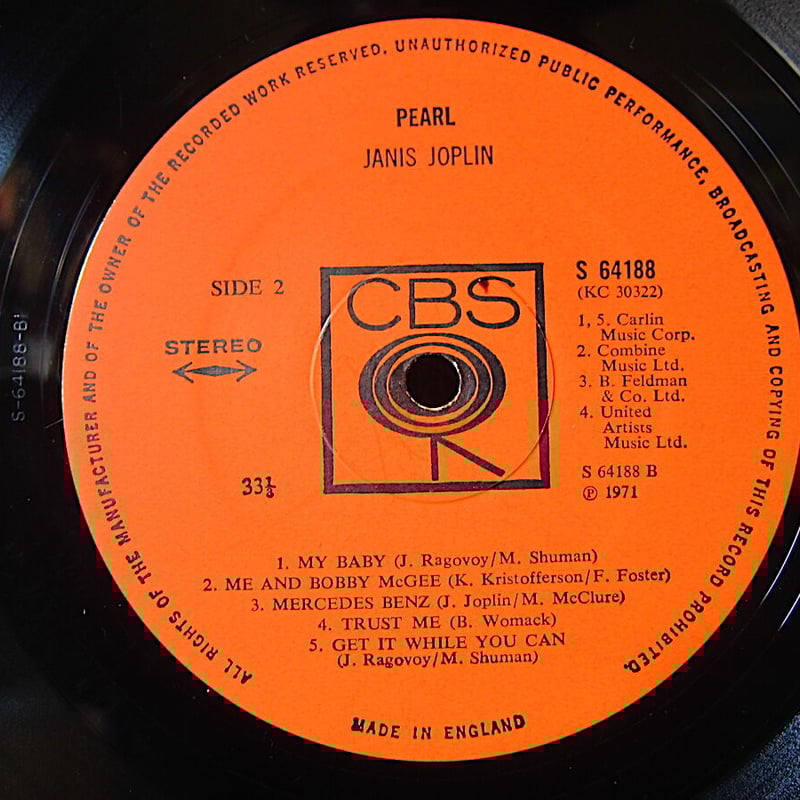 ALL RIGHTS OF THE MANUFACTURER AND OF THE OWNER OF THE RECORDED WORK RESERVED. UNAUTHORIZED PUBLIC PERFORMANCE, BROADCASTING AND COPYING OF THIS RECORD PROHIBITED.
PEARL
JANIS JOPLIN
CBS
SIDE 2
STEREO
33⅓
S 64188
(KC 30322)
1, 5. Carlin
Music Corp.
2. Combine
Music Ltd.
3. B. Feldman
& Co. Ltd.
4. United
Artists
Music Ltd.
S 64188 B
℗ 1971
1. MY BABY (J. Ragovoy/M. Shuman)
2. ME AND BOBBY McGEE (K. Kristofferson/F. Foster)
3. MERCEDES BENZ (J. Joplin/M. McClure)
4. TRUST ME (B. Womack)
5. GET IT WHILE YOU CAN
(J. Ragovoy/M. Shuman)
MADE IN ENGLAND
S-64188-B1